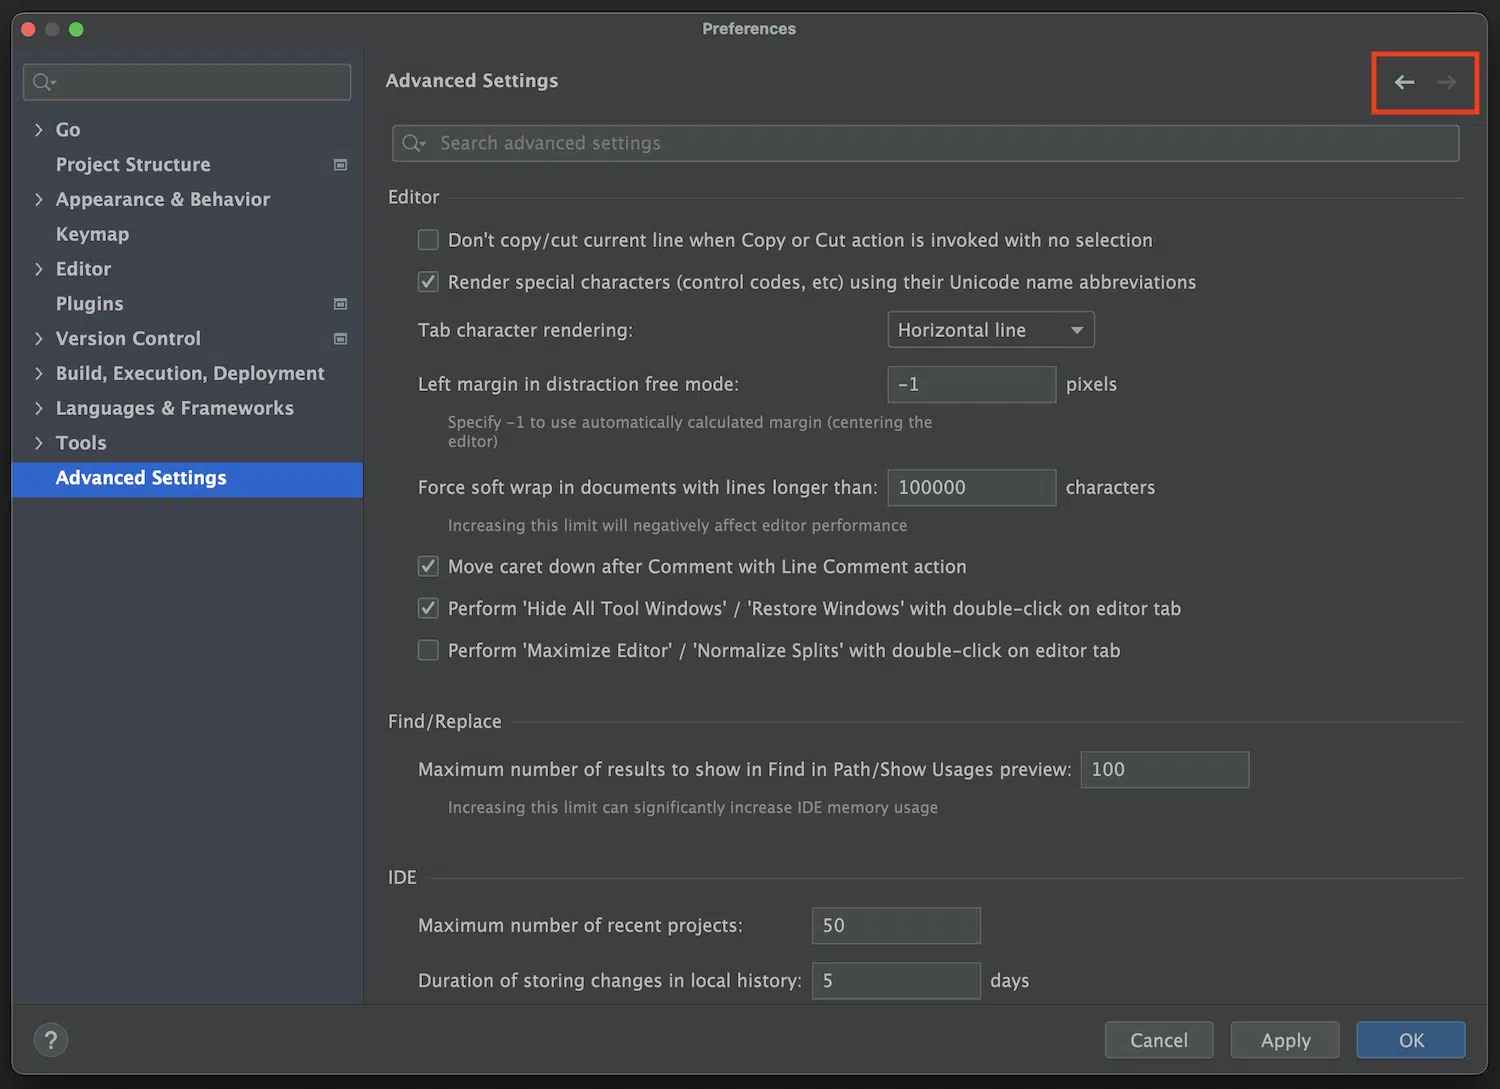 Preferences
Go
Project Structure
Appearance & Behavior
Keymap
Editor
Plugins
Version Control
Build, Execution, Deployment
Languages & Frameworks
Tools
Advanced Settings
Advanced Settings
Search advanced settings
Editor
Don't copy/cut current line when Copy or Cut action is invoked with no selection
Render special characters (control codes, etc) using their Unicode name abbreviations
Tab character rendering: Horizontal line
Left margin in distraction free mode: -1 pixels
Specify -1 to use automatically calculated margin (centering the
editor)
Force soft wrap in documents with lines longer than: 100000 characters
Increasing this limit will negatively affect editor performance
Move caret down after Comment with Line Comment action
Perform 'Hide All Tool Windows' / 'Restore Windows' with double-click on editor tab
Perform 'Maximize Editor' / 'Normalize Splits' with double-click on editor tab
Find/Replace
Maximum number of results to show in Find in Path/Show Usages preview: 100
Increasing this limit can significantly increase IDE memory usage
IDE
Maximum number of recent projects: 50
Duration of storing changes in local history: 5 days
? Cancel Apply OK